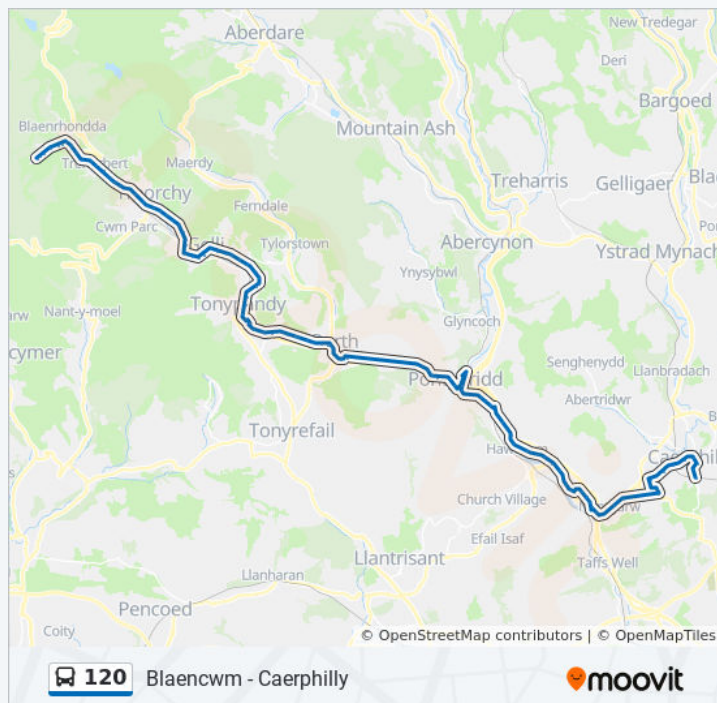 New Tredegar
Aberdare
Deri
Bargoed
Blaenrhondda
Mountain Ash
Maerdy
Treharris
Gelligaer
Ferndale
Cwm Parc
Tylorstown
Abercynon
Ystrad Mynach
Ynysybwl
Nant-y-moel
Tonypandy
Glyncoch
Senghenydd
Llanbradach
Abertridwr
Tonyrefail
Church Village
Efail Isaf
Taffs Well
Llantrisant
Llanharan
Pencoed
Coity
© OpenStreetMap contributors | © OpenMapTiles
120 Blaencwm - Caerphilly
moovit